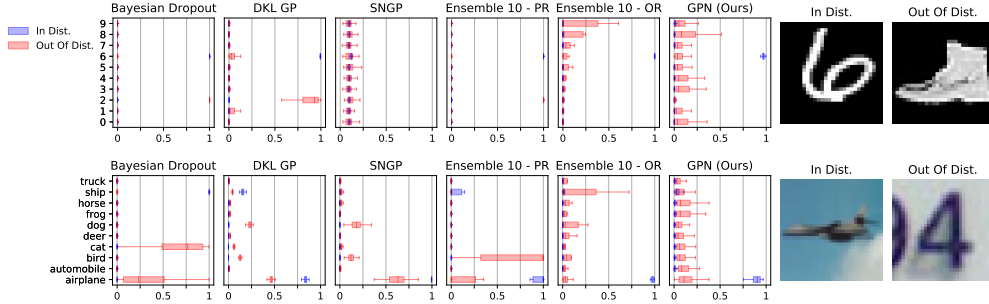 Bayesian Dropout DKL GP SNGP Ensemble 10 - PR Ensemble 10 - OR GPN (Ours) In Dist. Out Of Dist.
In Dist.
Out Of Dist.
9
8
7
6
5
4
3
2
1
0
0 0.5 1 0 0.5 1 0 0.5 1 0 0.5 1 0 0.5 1 0 0.5 1
Bayesian Dropout DKL GP SNGP Ensemble 10 - PR Ensemble 10 - OR GPN (Ours) In Dist. Out Of Dist.
truck
ship
horse
frog
dog
deer
cat
bird
automobile
airplane
0 0.5 1 0 0.5 1 0 0.5 1 0 0.5 1 0 0.5 1 0 0.5 1
6
94